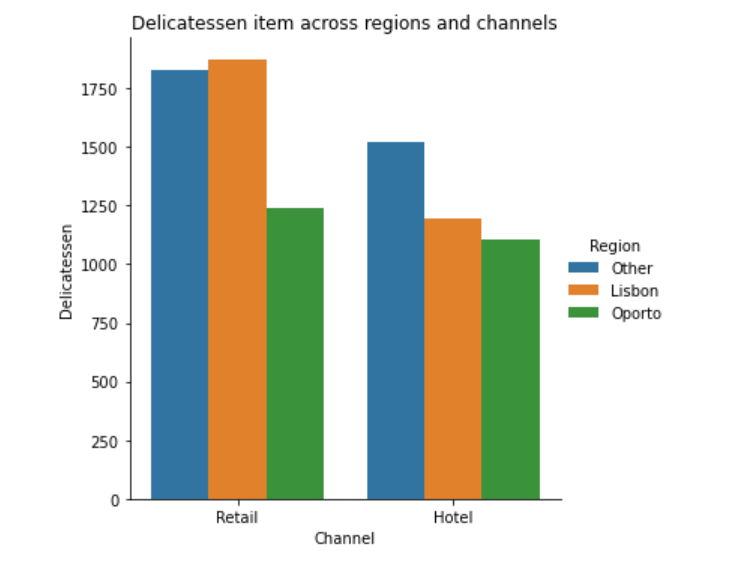 Delicatessen item across regions and channels
Delicatessen
1750
1500
1250
1000
750
500
250
0
Retail
Hotel
Channel
Region
Other
Lisbon
Oporto